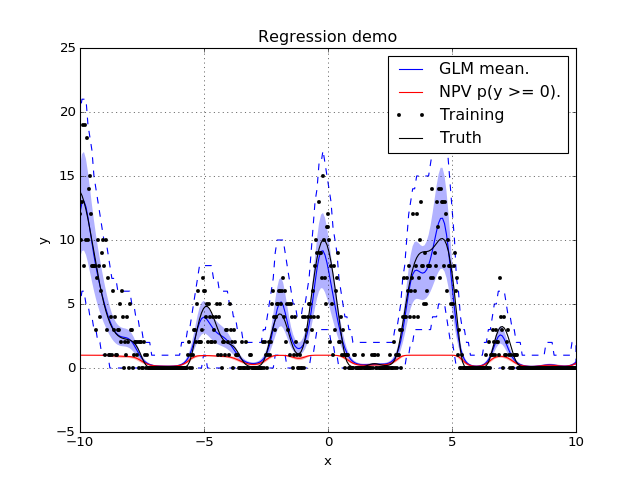 Regression demo
25
20
15
10
5
0
−5
y
−10
−5
0
5
10
x
GLM mean.
NPV p(y >= 0).
Training
Truth